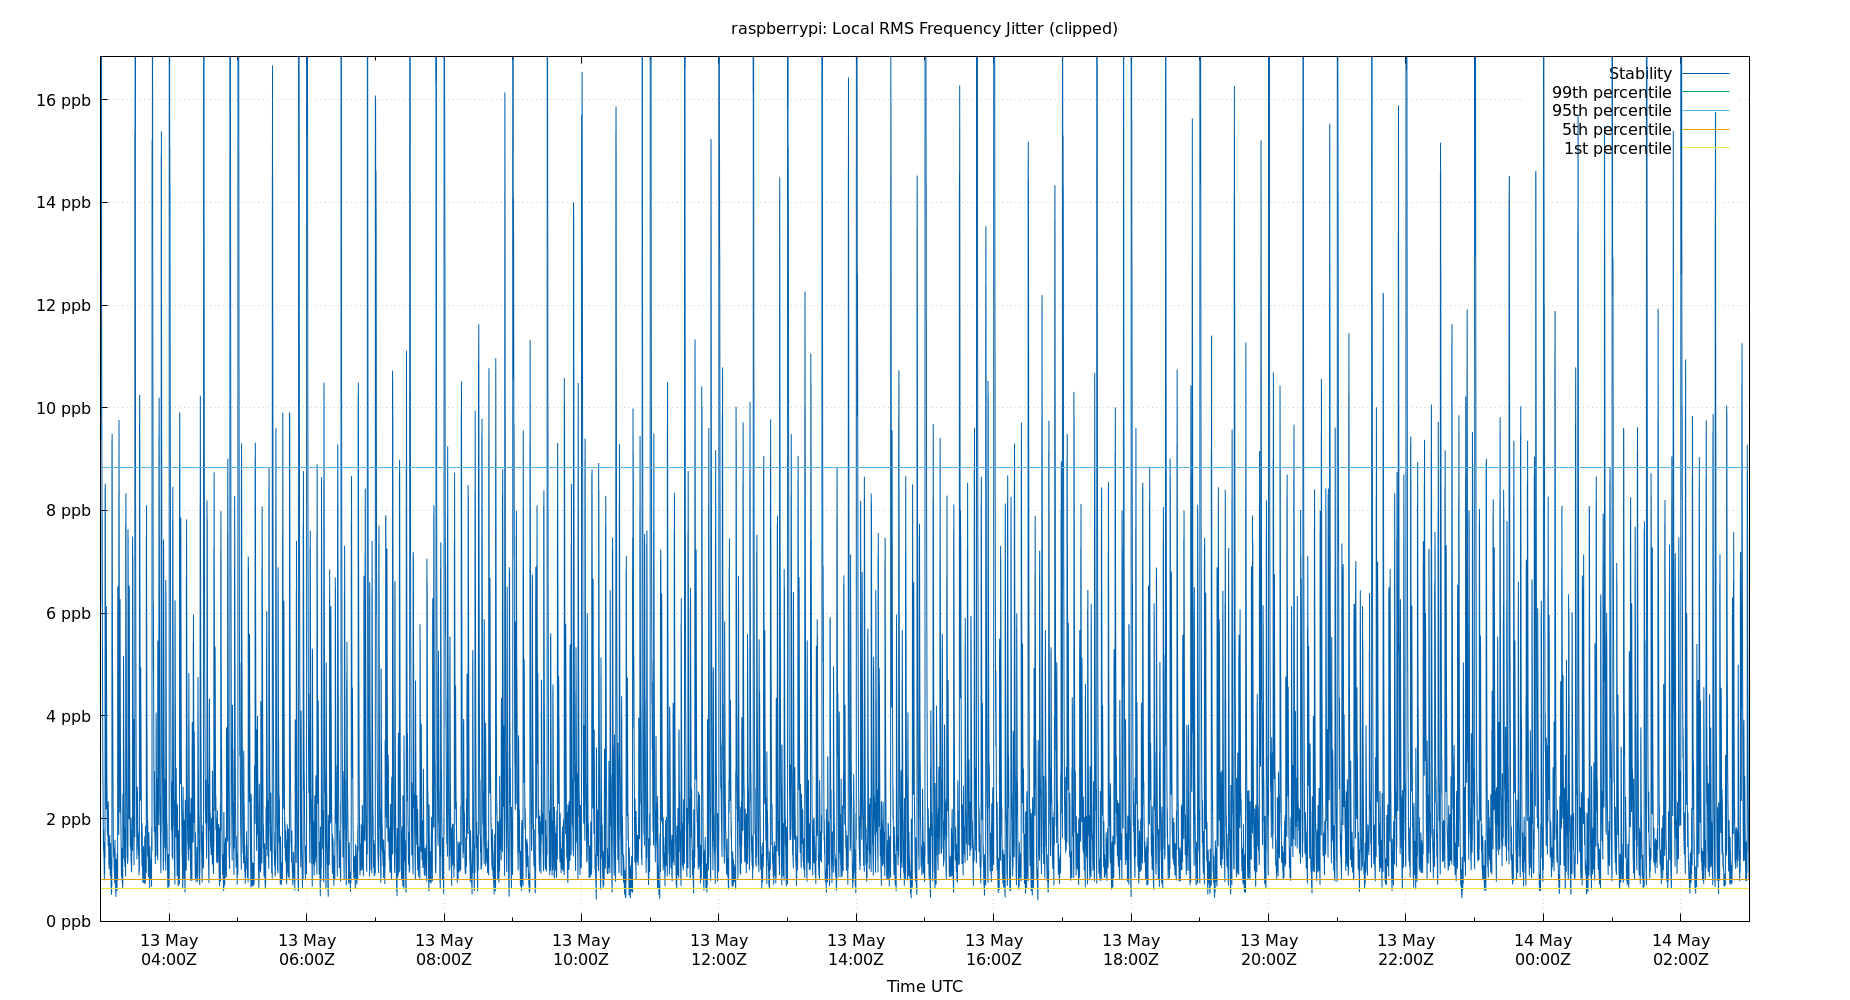 raspberrypi: Local RMS Frequency Jitter (clipped)
Stability
99th percentile
95th percentile
5th percentile
1st percentile
16 ppb
14 ppb
12 ppb
10 ppb
8 ppb
6 ppb
4 ppb
2 ppb
0 ppb
13 May 13 May 13 May 13 May 13 May 13 May 13 May 13 May 13 May 13 May 14 May 14 May
04:00Z 06:00Z 08:00Z 10:00Z 12:00Z 14:00Z 16:00Z 18:00Z 20:00Z 22:00Z 00:00Z 02:00Z
Time UTC